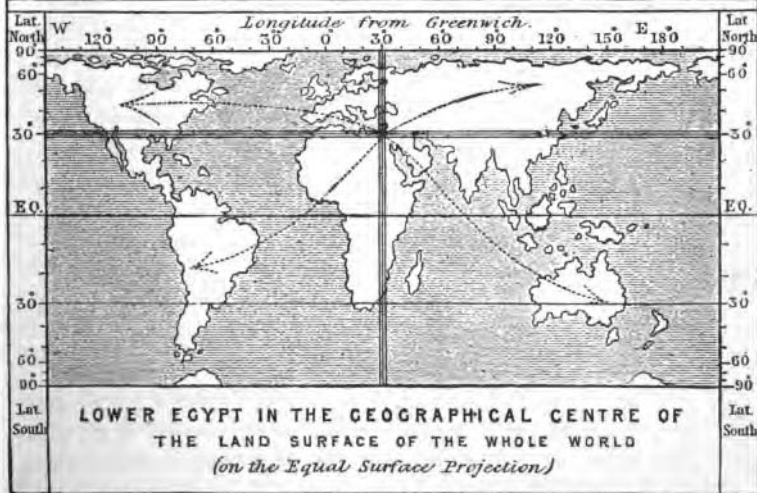 Lat. North W Longitude from Greenwich. E Lat North
120° 90° 60° 30° 0 30° 60° 90° 120° 150° 180°
90° 90°
60° 60°
30° 30°
EQ. EQ.
30° 30°
60° 60°
90° 90°
Lat. South Lat. South
LOWER EGYPT IN THE GEOGRAPHICAL CENTRE OF
THE LAND SURFACE OF THE WHOLE WORLD
(on the Equal Surface Projection)